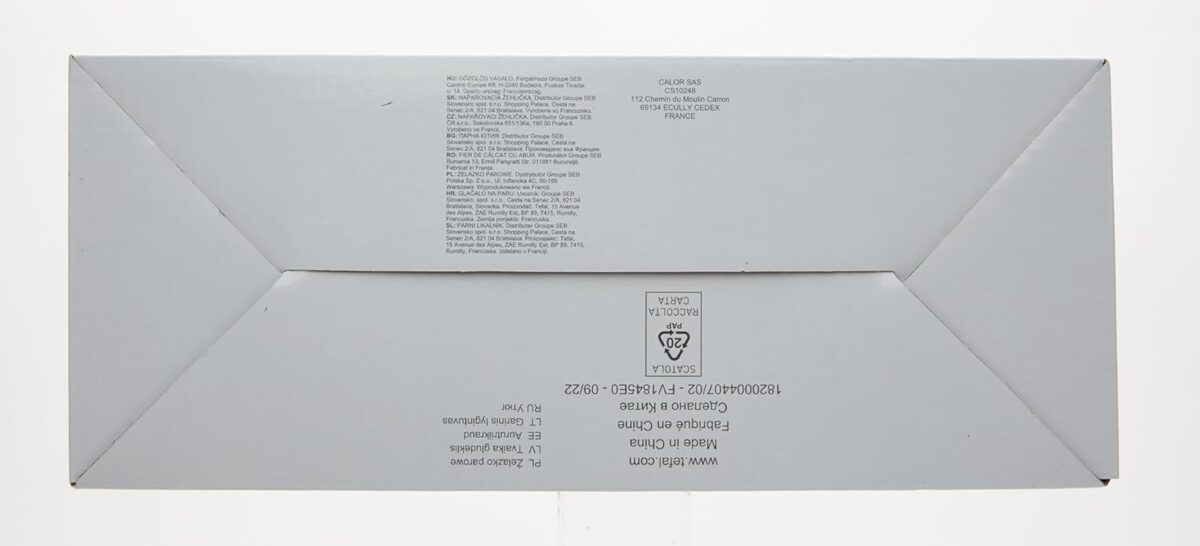 HU: GŐZÖLŐS VASALÓ. Forgalmazó Groupe SEB
Central-Europe Kft. H-2040 Budaörs, Puskás Tivadar
u. 14. Gyártó ország: Franciaország.
SK: NAPAROVACIA ŽEHLIČKA. Distributor Groupe SEB
Slovensko spol. s.r.o. Shopping Palace, Cesta na
Senec 2/A, 821 04 Bratislava. Vyrobené vo Francúzsku.
CZ: NAPAŘOVACÍ ŽEHLIČKA. Distributor Groupe SEB
ČR s.r.o., Sokolovska 651/136a, 180 00 Praha 8.
Vyrobeno ve Francii.
BG: ПАРНА ЮТИЯ. Distributor Groupe SEB
Slovensko spol. s.r.o. Shopping Palace, Cesta na
Senec 2/A, 821 04 Bratislava. Произведено във Франция.
RO: FIER DE CĂLCAT CU ABUR. Producător Groupe SEB
Romania 13, Ermil Pangratti Str. 011881 București.
Fabricat in Franța.
PL: ŻELAZKO PAROWE. Dystrybutor Groupe SEB
Polska Sp. Z o.o., Ul. Inflancka 4C, 00-189
Warszawa. Wyprodukowano we Francji.
HR: GLAČALO NA PARU. Uvoznik: Groupe SEB
Slovensko, spol. s r.o., Cesta na Senec 2/A, 821 04
Bratislava, Slovačka. Proizvođač: Tefal, 15 Avenue
des Alpes, ZAE Rumilly Est, BP 89, 7415, Rumilly,
Francuska. Zemlja porijekla: Francuska.
SL: PARNI LIKALNIK. Distributer Groupe SEB
Slovensko spol. s r.o. Shopping Palace, Cesta na
Senec 2/A, 821 04 Bratislava. Proizvajalec: Tefal,
15 Avenue des Alpes, ZAE Rumilly Est, BP 89, 7415,
Rumilly, Francuska. Izdelano v Franciji.
CALOR SAS
CS10248
112 Chemin du Moulin Carron
69134 ECULLY CEDEX
FRANCE
www.tefal.com
Made in China
Fabriqué en Chine
Сделано в Китае
1820004407/02 - FV1845E0 - 09/22
SCATOLA
20
PAP
RACCOLTA
CARTA
PL Żelazko parowe
LV Tvaika gludeklis
EE Aurutriikraud
LT Garinis lygintuvas
RU Утюг